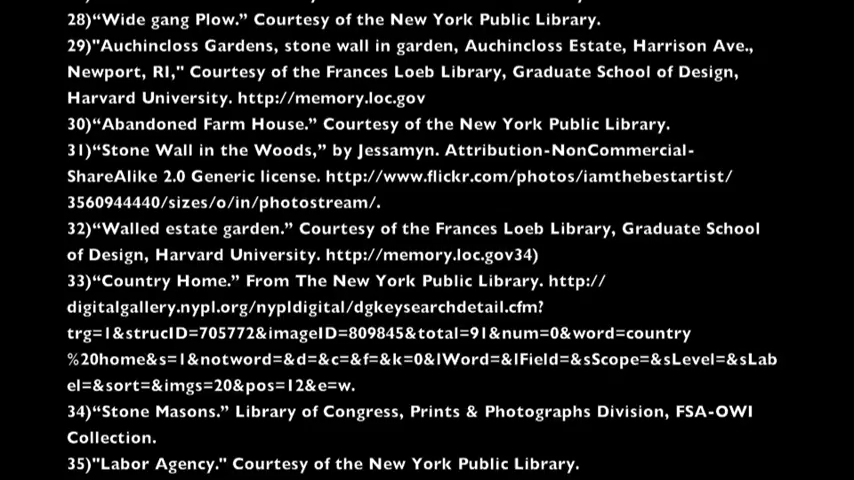 28)“Wide gang Plow.” Courtesy of the New York Public Library.
29)"Auchincloss Gardens, stone wall in garden, Auchincloss Estate, Harrison Ave.,
Newport, RI," Courtesy of the Frances Loeb Library, Graduate School of Design,
Harvard University. http://memory.loc.gov
30)“Abandoned Farm House.” Courtesy of the New York Public Library.
31)“Stone Wall in the Woods,” by Jessamyn. Attribution-NonCommercial-
ShareAlike 2.0 Generic license. http://www.flickr.com/photos/iamthebestartist/
3560944440/sizes/o/in/photostream/.
32)“Walled estate garden.” Courtesy of the Frances Loeb Library, Graduate School
of Design, Harvard University. http://memory.loc.gov34)
33)“Country Home.” From The New York Public Library. http://
digitalgallery.nypl.org/nypldigital/dgkeysearchdetail.cfm?
trg=1&strucID=705772&imageID=809845&total=91&num=0&word=country
%20home&s=1&notword=&d=&c=&f=&k=0&lWord=&lField=&sScope=&sLevel=&sLab
el=&sort=&imgs=20&pos=12&e=w.
34)“Stone Masons.” Library of Congress, Prints & Photographs Division, FSA-OWI
Collection.
35)"Labor Agency." Courtesy of the New York Public Library.